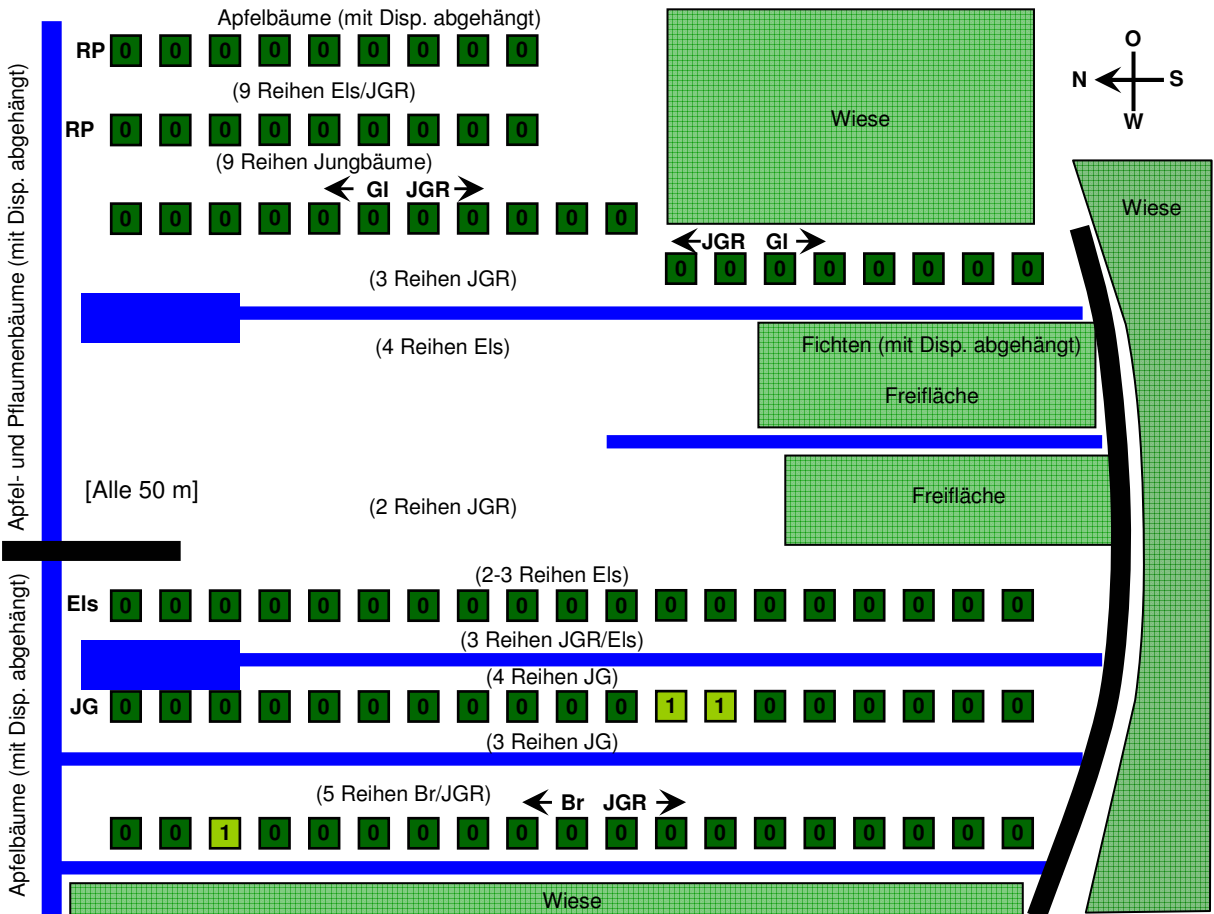 Apfelbäume (mit Disp. abgehängt)
RP 0 0 0 0 0 0 0 0 0
(9 Reihen Els/JGR)
RP 0 0 0 0 0 0 0 0 0
(9 Reihen Jungbäume)
Gl JGR
0 0 0 0 0 0 0 0 0 0 0
Wiese
O
N S
W
Wiese
JGR Gl
0 0 0 0 0 0 0 0
(3 Reihen JGR)
(4 Reihen Els)
Fichten (mit Disp. abgehängt)
Freifläche
[Alle 50 m]
(2 Reihen JGR)
Freifläche
(2-3 Reihen Els)
Els 0 0 0 0 0 0 0 0 0 0 0 0 0 0 0 0 0 0 0
(3 Reihen JGR/Els)
(4 Reihen JG)
JG 0 0 0 0 0 0 0 0 0 0 0 1 1 0 0 0 0 0 0
(3 Reihen JG)
(5 Reihen Br/JGR)
Br JGR
0 0 1 0 0 0 0 0 0 0 0 0 0 0 0 0 0 0 0
Wiese
Apfel- und Pflaumenbäume (mit Disp. abgehängt)
Apfelbäume (mit Disp. abgehängt)